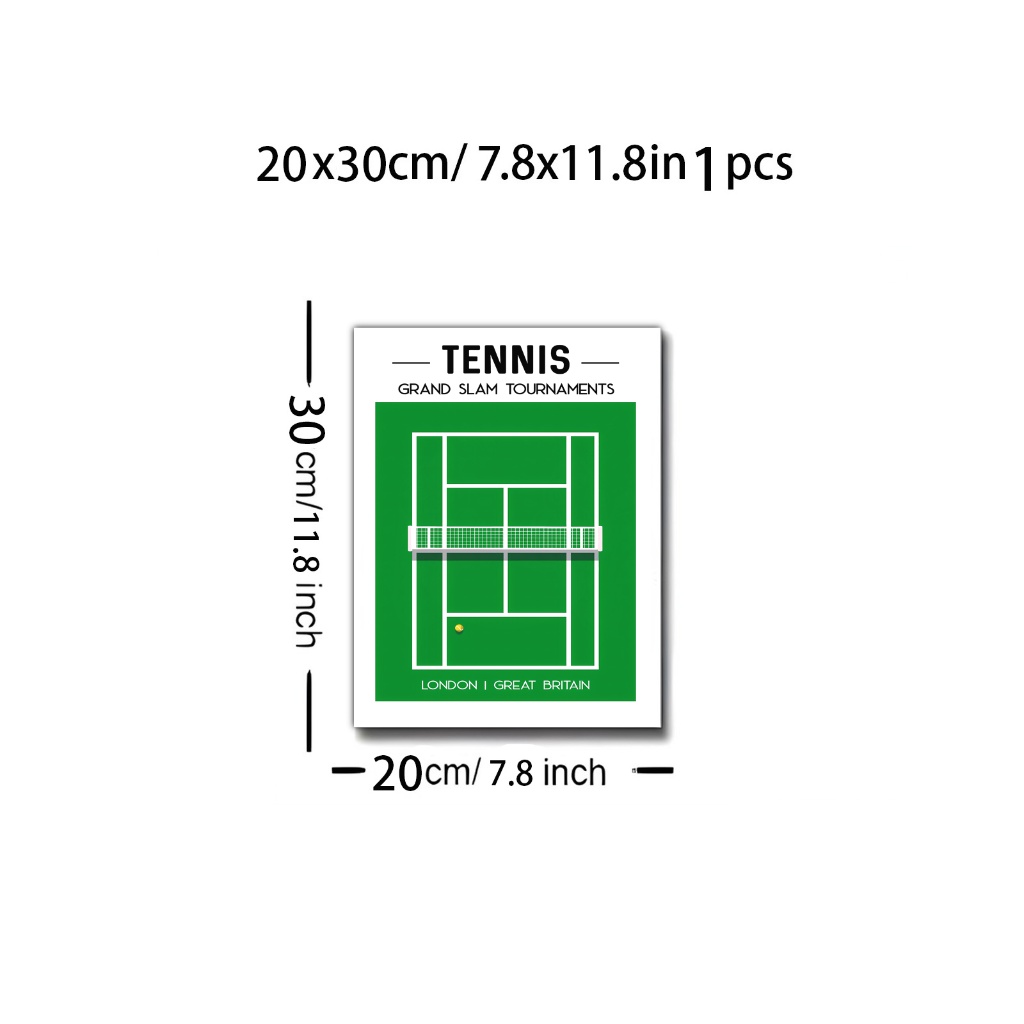 20x30cm/ 7.8x11.8in 1 pcs
TENNIS
GRAND SLAM TOURNAMENTS
LONDON | GREAT BRITAIN
30cm/11.8 inch
20cm/ 7.8 inch